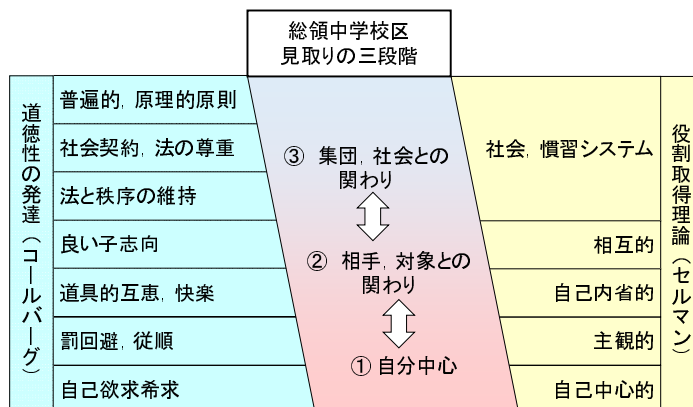 総領中学校区
見取りの三段階
道徳性の発達（コールバーグ）
普遍的，原理的原則
社会契約，法の尊重
法と秩序の維持
良い子志向
道具的互恵，快楽
罰回避，従順
自己欲求希求
③ 集団，社会との
関わり
② 相手，対象との
関わり
① 自分中心
社会，慣習システム
相互的
自己内省的
主観的
自己中心的
役割取得理論（セルマン）